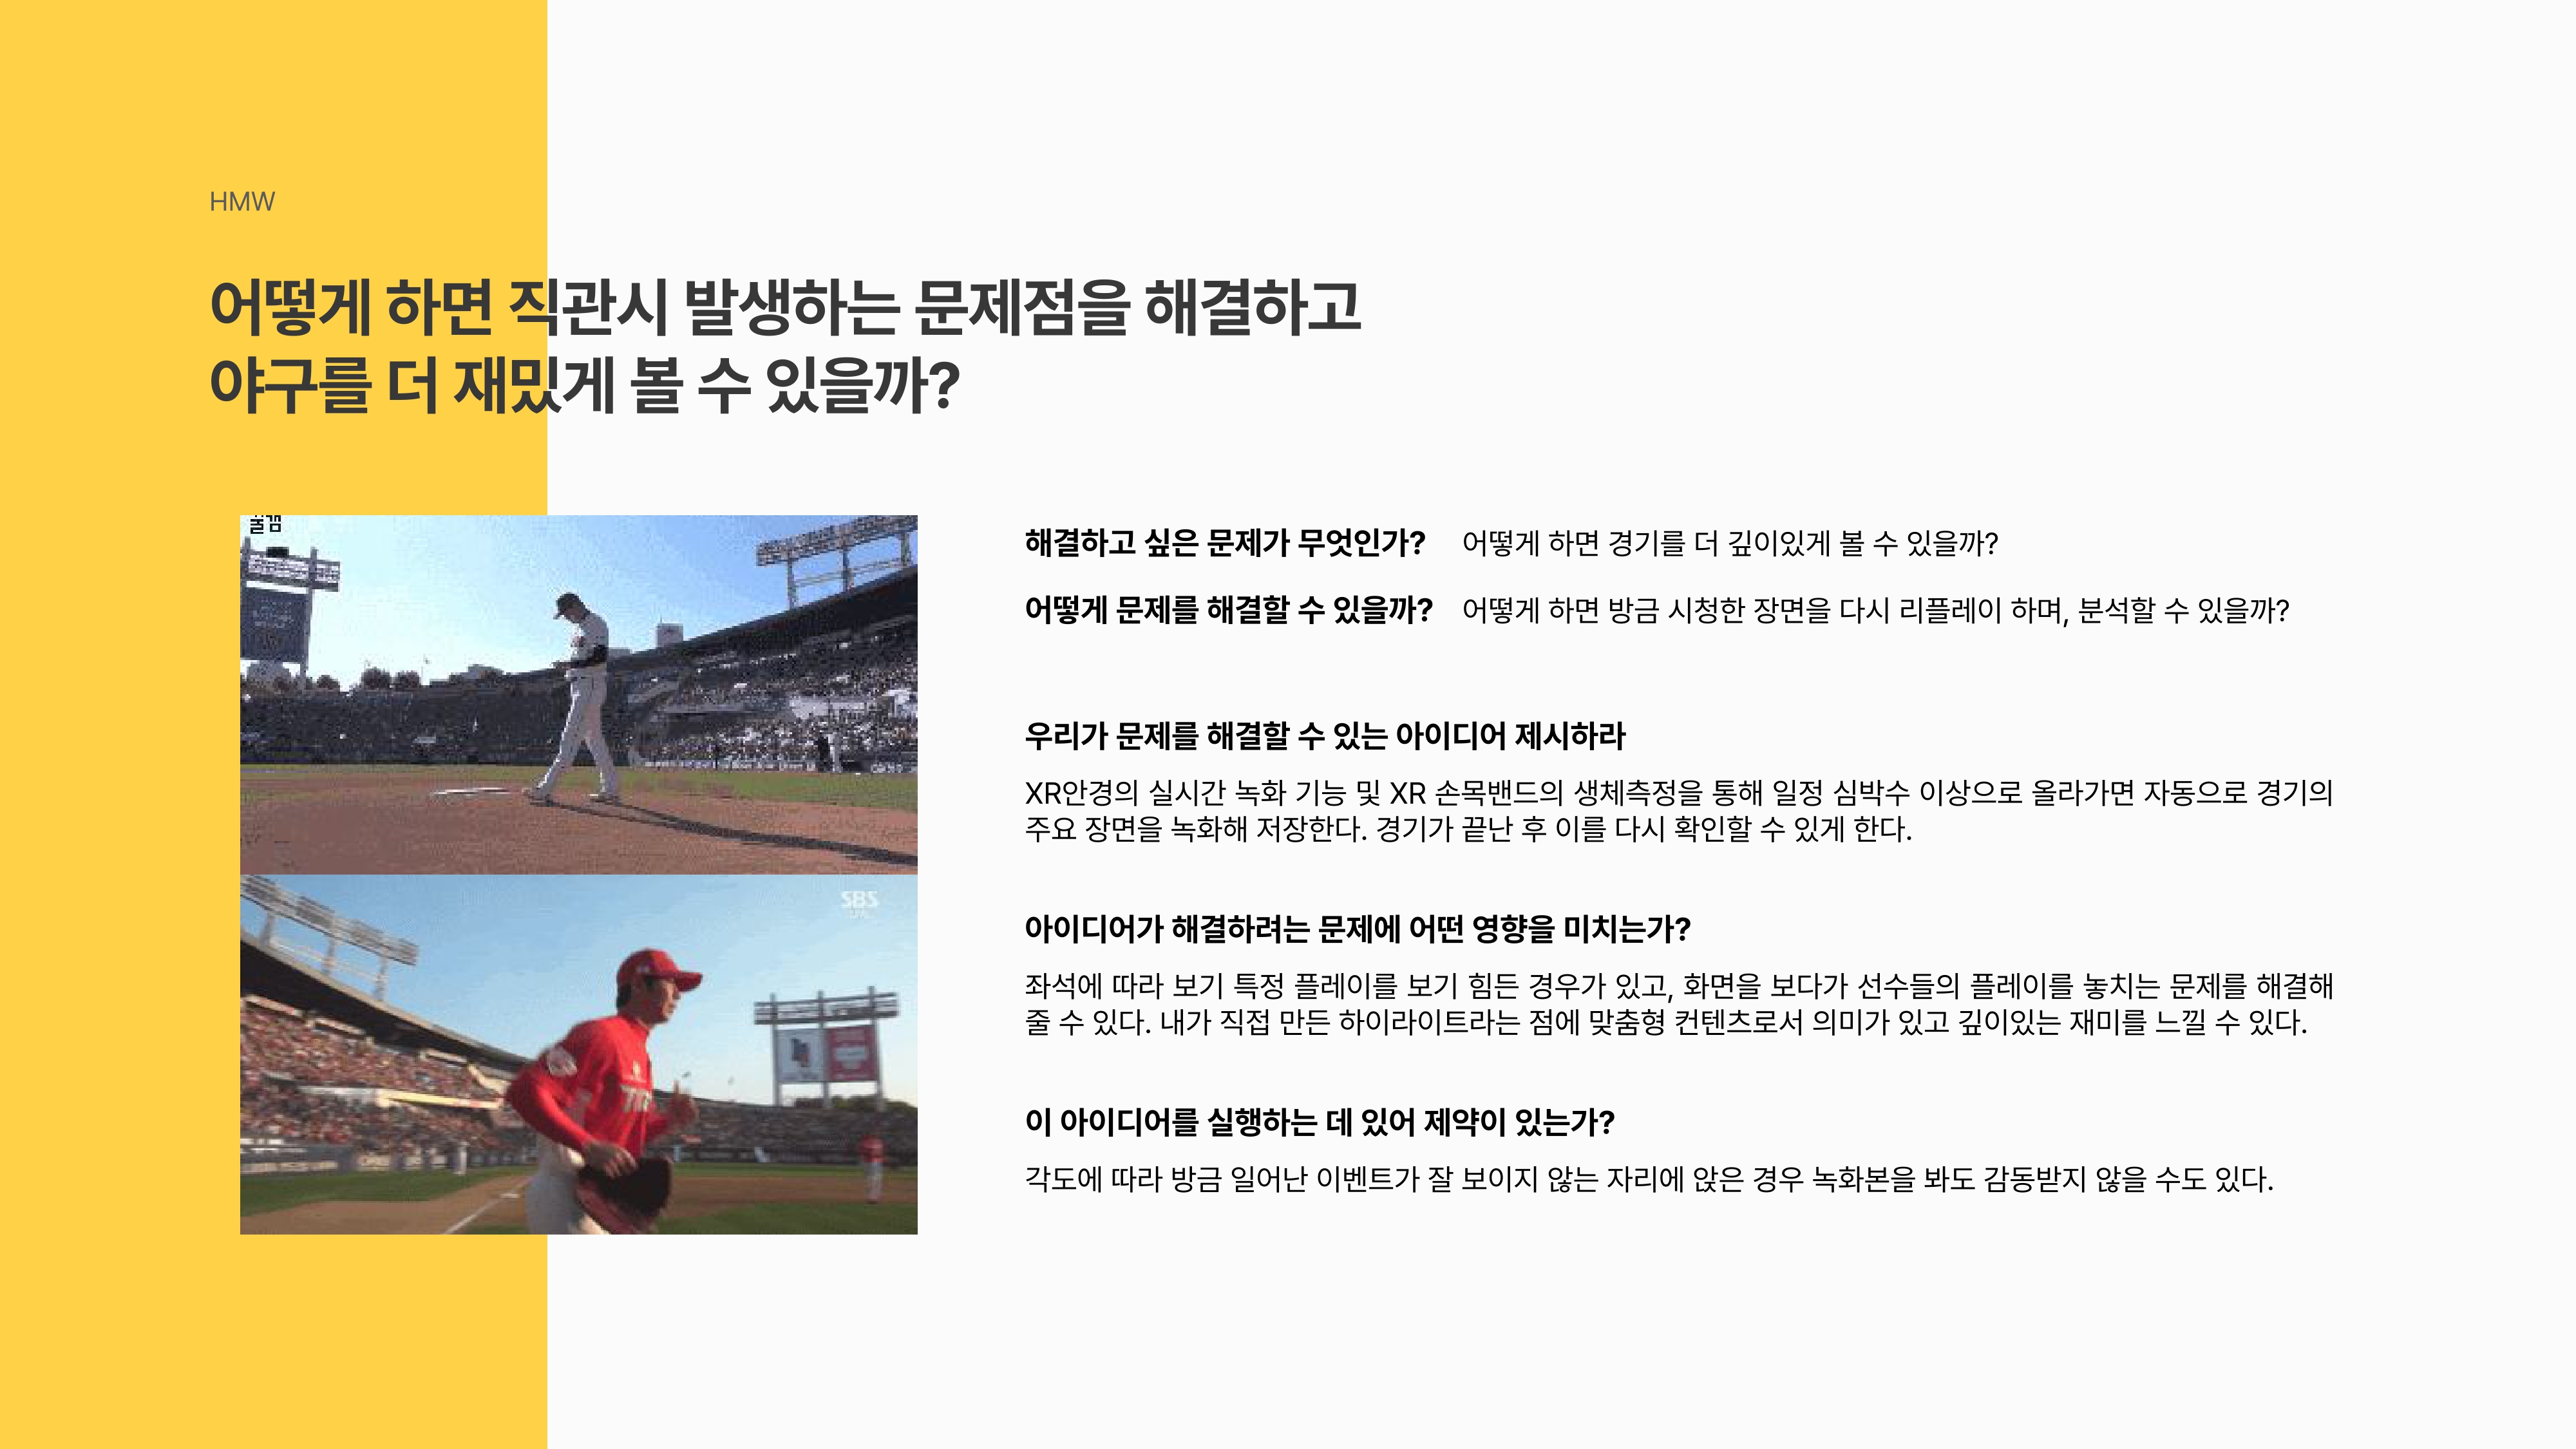 HMW
어떻게 하면 직관시 발생하는 문제점을 해결하고
야구를 더 재밌게 볼 수 있을까?
SBS
해결하고 싶은 문제가 무엇인가? 어떻게 하면 경기를 더 깊이있게 볼 수 있을까?
어떻게 문제를 해결할 수 있을까? 어떻게 하면 방금 시청한 장면을 다시 리플레이 하며, 분석할 수 있을까?
우리가 문제를 해결할 수 있는 아이디어 제시하라
XR안경의 실시간 녹화 기능 및 XR 손목밴드의 생체측정을 통해 일정 심박수 이상으로 올라가면 자동으로 경기의
주요 장면을 녹화해 저장한다. 경기가 끝난 후 이를 다시 확인할 수 있게 한다.
아이디어가 해결하려는 문제에 어떤 영향을 미치는가?
좌석에 따라 보기 특정 플레이를 보기 힘든 경우가 있고, 화면을 보다가 선수들의 플레이를 놓치는 문제를 해결해
줄 수 있다. 내가 직접 만든 하이라이트라는 점에 맞춤형 컨텐츠로서 의미가 있고 깊이있는 재미를 느낄 수 있다.
이 아이디어를 실행하는 데 있어 제약이 있는가?
각도에 따라 방금 일어난 이벤트가 잘 보이지 않는 자리에 앉은 경우 녹화본을 봐도 감동받지 않을 수도 있다.